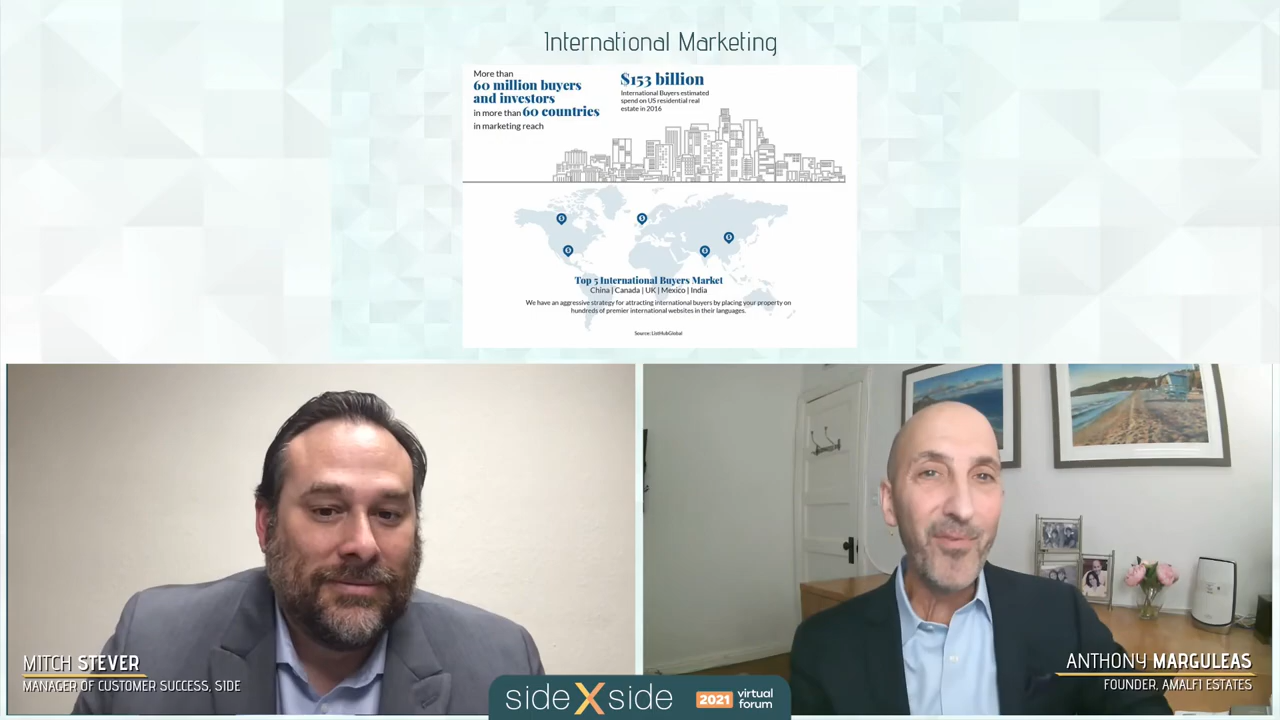 International Marketing
More than
60 million buyers
and investors
in more than 60 countries
in marketing reach
$153 billion
International Buyers estimated
spend on US residential real
estate in 2016
Top 5 International Buyers Market
China | Canada | UK | Mexico | India
We have an aggressive strategy for attracting international buyers by placing your property on
hundreds of premier international websites in their languages.
Source: ListHubGlobal
MITCH STEVER
MANAGER OF CUSTOMER SUCCESS, SIDE
ANTHONY MARGULEAS
FOUNDER, AMALFI ESTATES
side X side
2021 virtual
forum